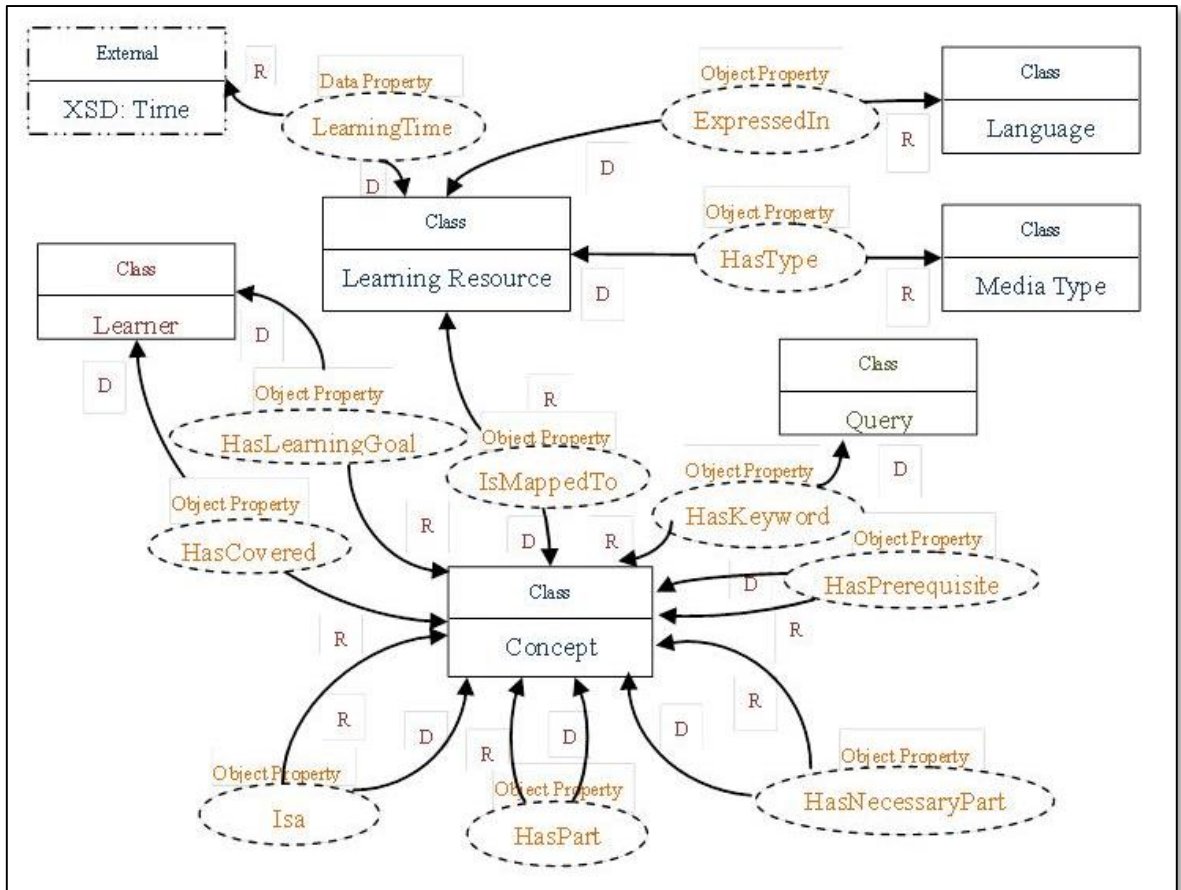 External
XSD: Time
R
Data Property
LearningTime
D
Object Property
ExpressedIn
D
R
Class
Language
Class
Learning Resource
Object Property
HasType
D
R
Class
Media Type
Class
Learner
D
D
Object Property
HasLearningGoal
R
Object Property
HasCovered
R
R
Object Property
IsMappedTo
D
Class
Query
D
Object Property
HasKeyword
R
Object Property
HasPrerequisite
D
R
Class
Concept
R
D
Object Property
Isa
R
D
Object Property
HasPart
D
R
Object Property
HasNecessaryPart